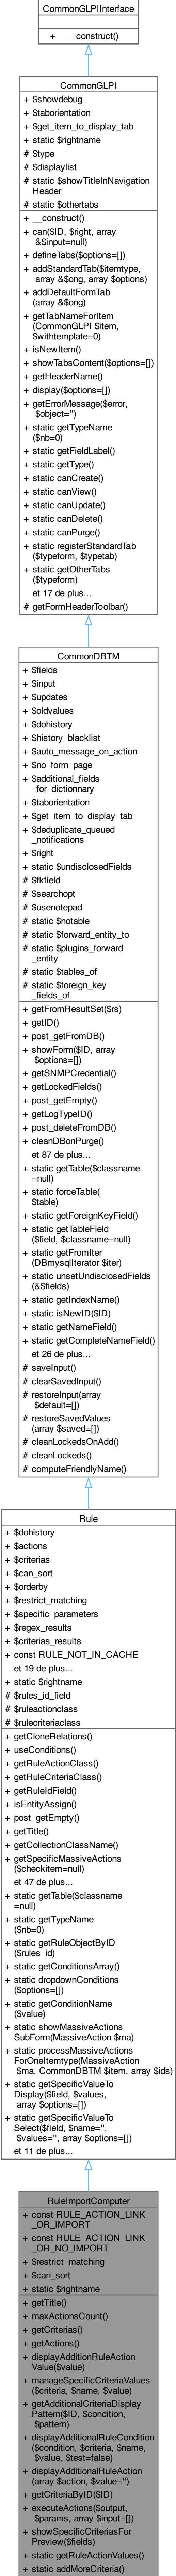 CommonGLPIInterface
+ __construct()
CommonGLPI
+ $showdebug
+ $taborientation
+ $get_item_to_display_tab
+ static $rightname
# $type
# $displaylist
# static $showTitleInNavigation
Header
# static $othertabs
+ __construct()
+ can($ID, $right, array
&$input=null)
+ defineTabs($options=[])
+ addStandardTab($itemtype,
array &$ong, array $options)
+ addDefaultFormTab
(array &$ong)
+ getTabNameForItem
(CommonGLPI $item,
$withtemplate=0)
+ isNewItem()
+ showTabsContent($options=[])
+ getHeaderName()
+ display($options=[])
+ getErrorMessage($error,
$object='')
+ static getTypeName
($nb=0)
+ static getFieldLabel()
+ static getType()
+ static canCreate()
+ static canView()
+ static canUpdate()
+ static canDelete()
+ static canPurge()
+ static registerStandardTab
($typeform, $typetab)
+ static getOtherTabs
($typeform)
et 17 de plus...
# getFormHeaderToolbar()
CommonDBTM
+ $fields
+ $input
+ $updates
+ $oldvalues
+ $dohistory
+ $history_blacklist
+ $auto_message_on_action
+ $no_form_page
+ $additional_fields
_for_dictionnary
+ $taborientation
+ $get_item_to_display_tab
+ $deduplicate_queued
_notifications
+ $right
+ static $undisclosedFields
# $fkfield
# $searchopt
# $usenotepad
# static $notable
# static $forward_entity_to
# static $plugins_forward
_entity
# static $tables_of
# static $foreign_key
_fields_of
+ getFromResultSet($rs)
+ getID()
+ post_getFromDB()
+ showForm($ID, array
$options=[])
+ getSNMPCredential()
+ getLockedFields()
+ post_getEmpty()
+ getLogTypeID()
+ post_deleteFromDB()
+ cleanDBonPurge()
et 87 de plus...
+ static getTable($classname
=null)
+ static forceTable(
$table)
+ static getForeignKeyField()
+ static getTableField
($field, $classname=null)
+ static getFromIter
(DBmysqlIterator $iter)
+ static unsetUndisclosedFields
(&$fields)
+ static getIndexName()
+ static isNewID($ID)
+ static getNameField()
+ static getCompleteNameField()
et 26 de plus...
# saveInput()
# clearSavedInput()
# restoreInput(array
$default=[])
# restoreSavedValues
(array $saved=[])
# cleanLockedsOnAdd()
# cleanLockeds()
# computeFriendlyName()
Rule
+ $dohistory
+ $actions
+ $criterias
+ $can_sort
+ $orderby
+ $restrict_matching
+ $specific_parameters
+ $regex_results
+ $criterias_results
+ const RULE_NOT_IN_CACHE
et 19 de plus...
+ static $rightname
# $rules_id_field
# $ruleactionclass
# $rulecriteriaclass
+ getCloneRelations()
+ useConditions()
+ getRuleActionClass()
+ getRuleCriteriaClass()
+ getRuleIdField()
+ isEntityAssign()
+ post_getEmpty()
+ getTitle()
+ getCollectionClassName()
+ getSpecificMassiveActions
($checkitem=null)
et 47 de plus...
+ static getTable($classname
=null)
+ static getTypeName
($nb=0)
+ static getRuleObjectByID
($rules_id)
+ static getConditionsArray()
+ static dropdownConditions
($options=[])
+ static getConditionName
($value)
+ static showMassiveActions
SubForm(MassiveAction $ma)
+ static processMassiveActions
ForOneItemtype(MassiveAction
$ma, CommonDBTM $item, array $ids)
+ static getSpecificValueTo
Display($field, $values,
array $options=[])
+ static getSpecificValueTo
Select($field, $name='',
$values='', array $options=[])
et 11 de plus...
RuleImportComputer
+ const RULE_ACTION_LINK
_OR_IMPORT
+ const RULE_ACTION_LINK
_OR_NO_IMPORT
+ $restrict_matching
+ $can_sort
+ static $rightname
+ getTitle()
+ maxActionsCount()
+ getCriterias()
+ getActions()
+ displayAdditionRuleAction
Value($value)
+ manageSpecificCriteriaValues
($criteria, $name, $value)
+ getAdditionalCriteriaDisplay
Pattern($ID, $condition,
$pattern)
+ displayAdditionalRuleCondition
($condition, $criteria, $name,
$value, $test=false)
+ displayAdditionalRuleAction
(array $action, $value='')
+ getCriteriaByID($ID)
+ executeActions($output,
$params, array $input=[])
+ showSpecificCriteriasFor
Preview($fields)
+ static getRuleActionValues()
+ static addMoreCriteria()